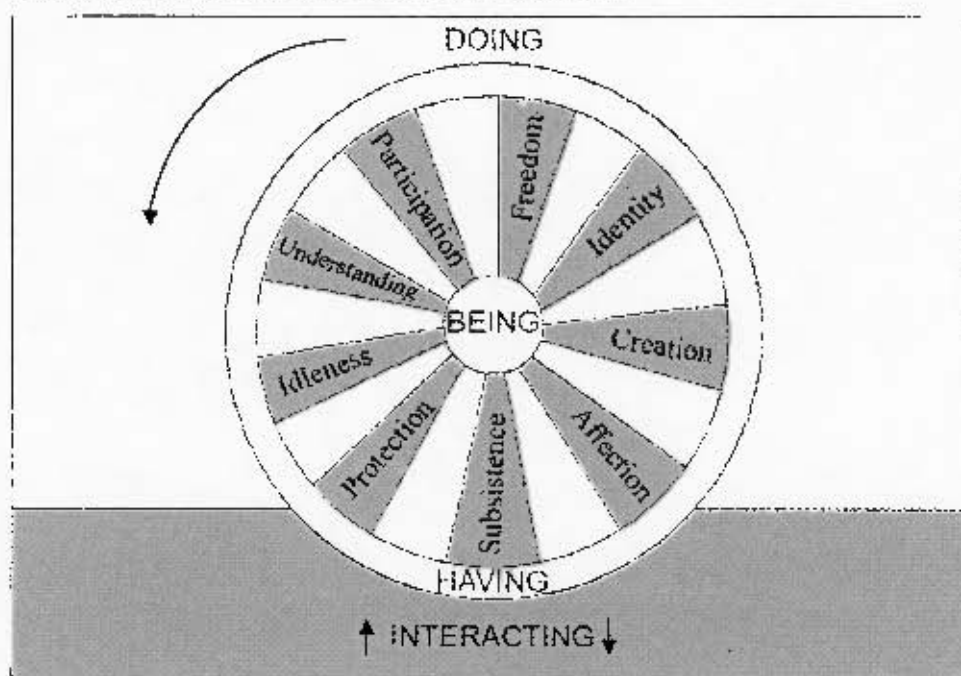 DOING
Participation
Freedom
Identity
Understanding
BEING
Creation
Idleness
Protection
Subsistence
Affection
HAVING
INTERACTING